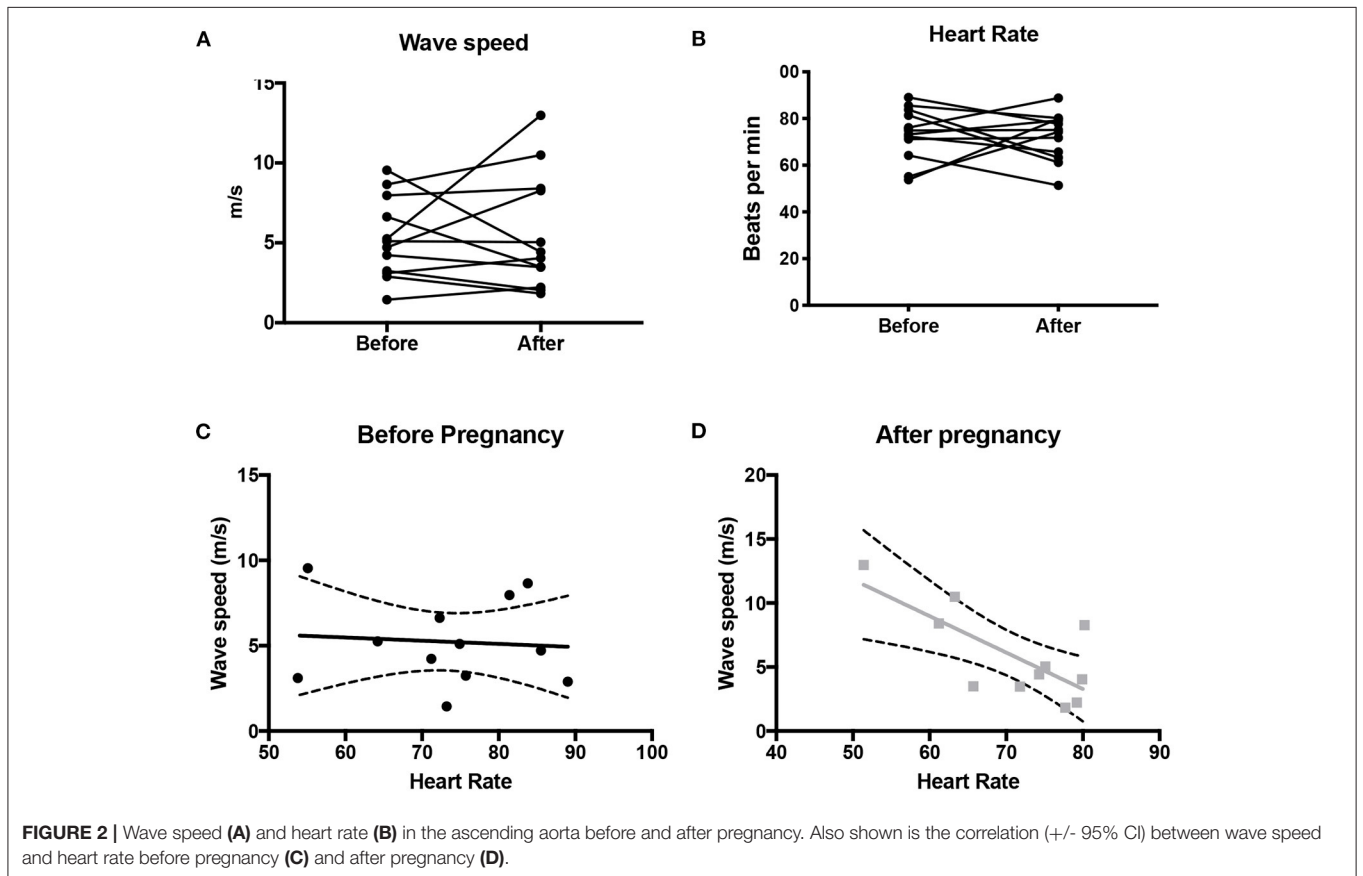 A
Wave speed
15
10
5
0
m/s
Before
After
B
Heart Rate
00
80
60
40
20
0
Beats per min
Before
After
C
Before Pregnancy
15
10
5
0
Wave speed (m/s)
50
60
70
80
90
100
Heart Rate
D
After pregnancy
20
15
10
5
0
Wave speed (m/s)
40
50
60
70
80
90
Heart Rate
FIGURE 2 | Wave speed (A) and heart rate (B) in the ascending aorta before and after pregnancy. Also shown is the correlation (+/- 95% CI) between wave speed
and heart rate before pregnancy (C) and after pregnancy (D).